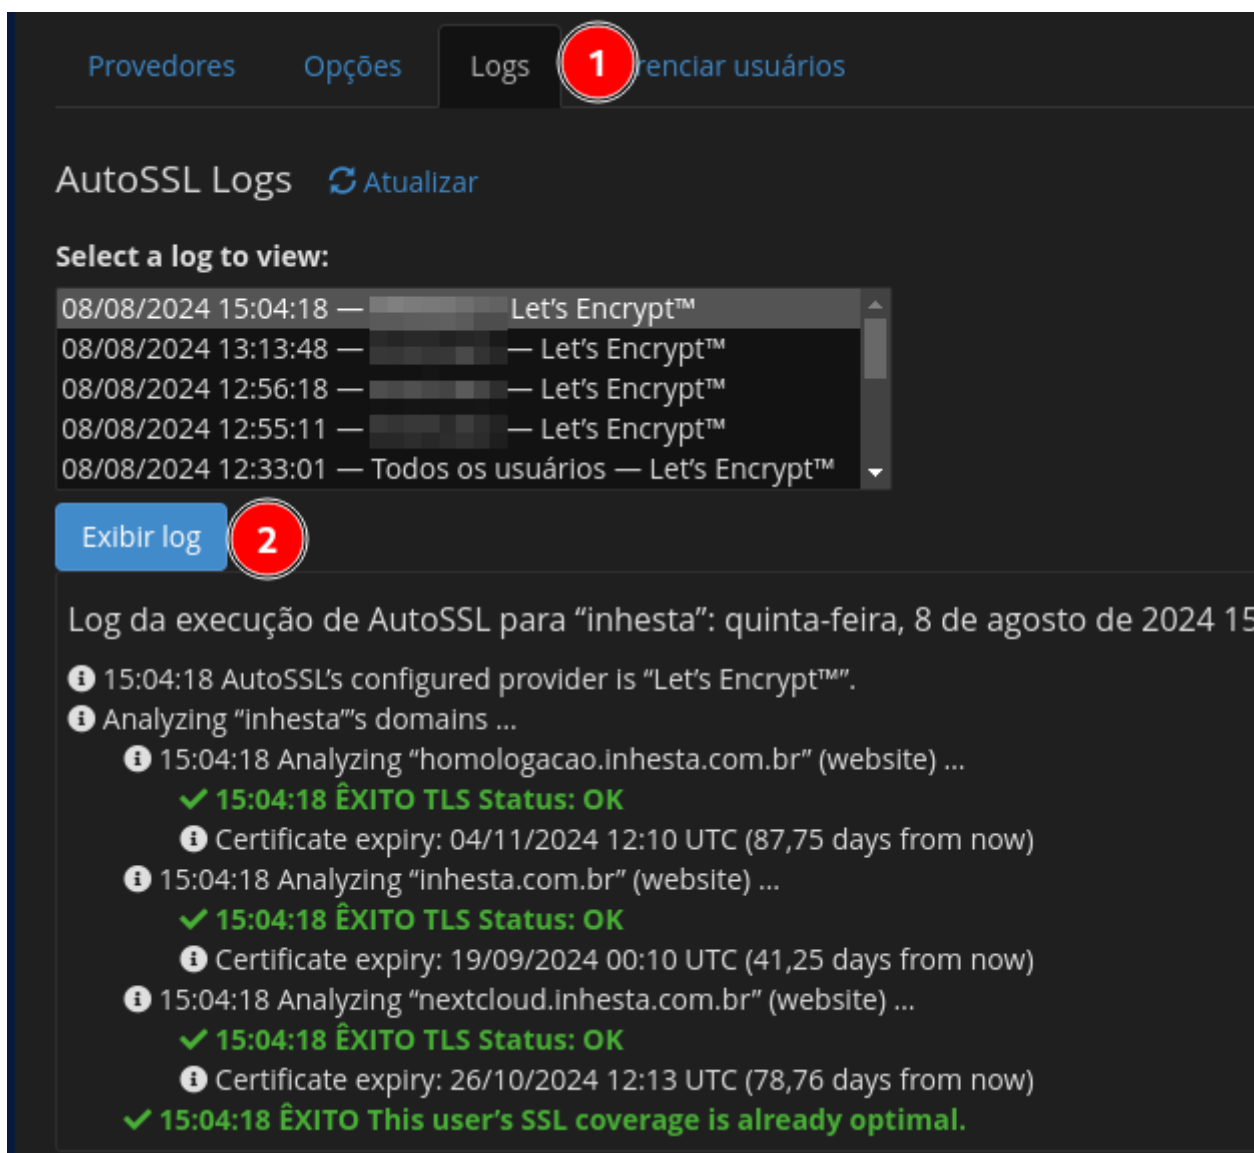 Provedores Opções Logs 1 renciar usuários
AutoSSL Logs Atualizar
Select a log to view:
08/08/2024 15:04:18 — Let’s Encrypt™
08/08/2024 13:13:48 — — Let’s Encrypt™
08/08/2024 12:56:18 — — Let’s Encrypt™
08/08/2024 12:55:11 — — Let’s Encrypt™
08/08/2024 12:33:01 — Todos os usuários — Let’s Encrypt™
Exibir log 2
Log da execução de AutoSSL para “inhesta”: quinta-feira, 8 de agosto de 2024 15
15:04:18 AutoSSL’s configured provider is “Let’s Encrypt™”.
Analyzing “inhesta”’s domains …
15:04:18 Analyzing “homologacao.inhesta.com.br” (website) …
15:04:18 ÊXITO TLS Status: OK
Certificate expiry: 04/11/2024 12:10 UTC (87,75 days from now)
15:04:18 Analyzing “inhesta.com.br” (website) …
15:04:18 ÊXITO TLS Status: OK
Certificate expiry: 19/09/2024 00:10 UTC (41,25 days from now)
15:04:18 Analyzing “nextcloud.inhesta.com.br” (website) …
15:04:18 ÊXITO TLS Status: OK
Certificate expiry: 26/10/2024 12:13 UTC (78,76 days from now)
15:04:18 ÊXITO This user’s SSL coverage is already optimal.